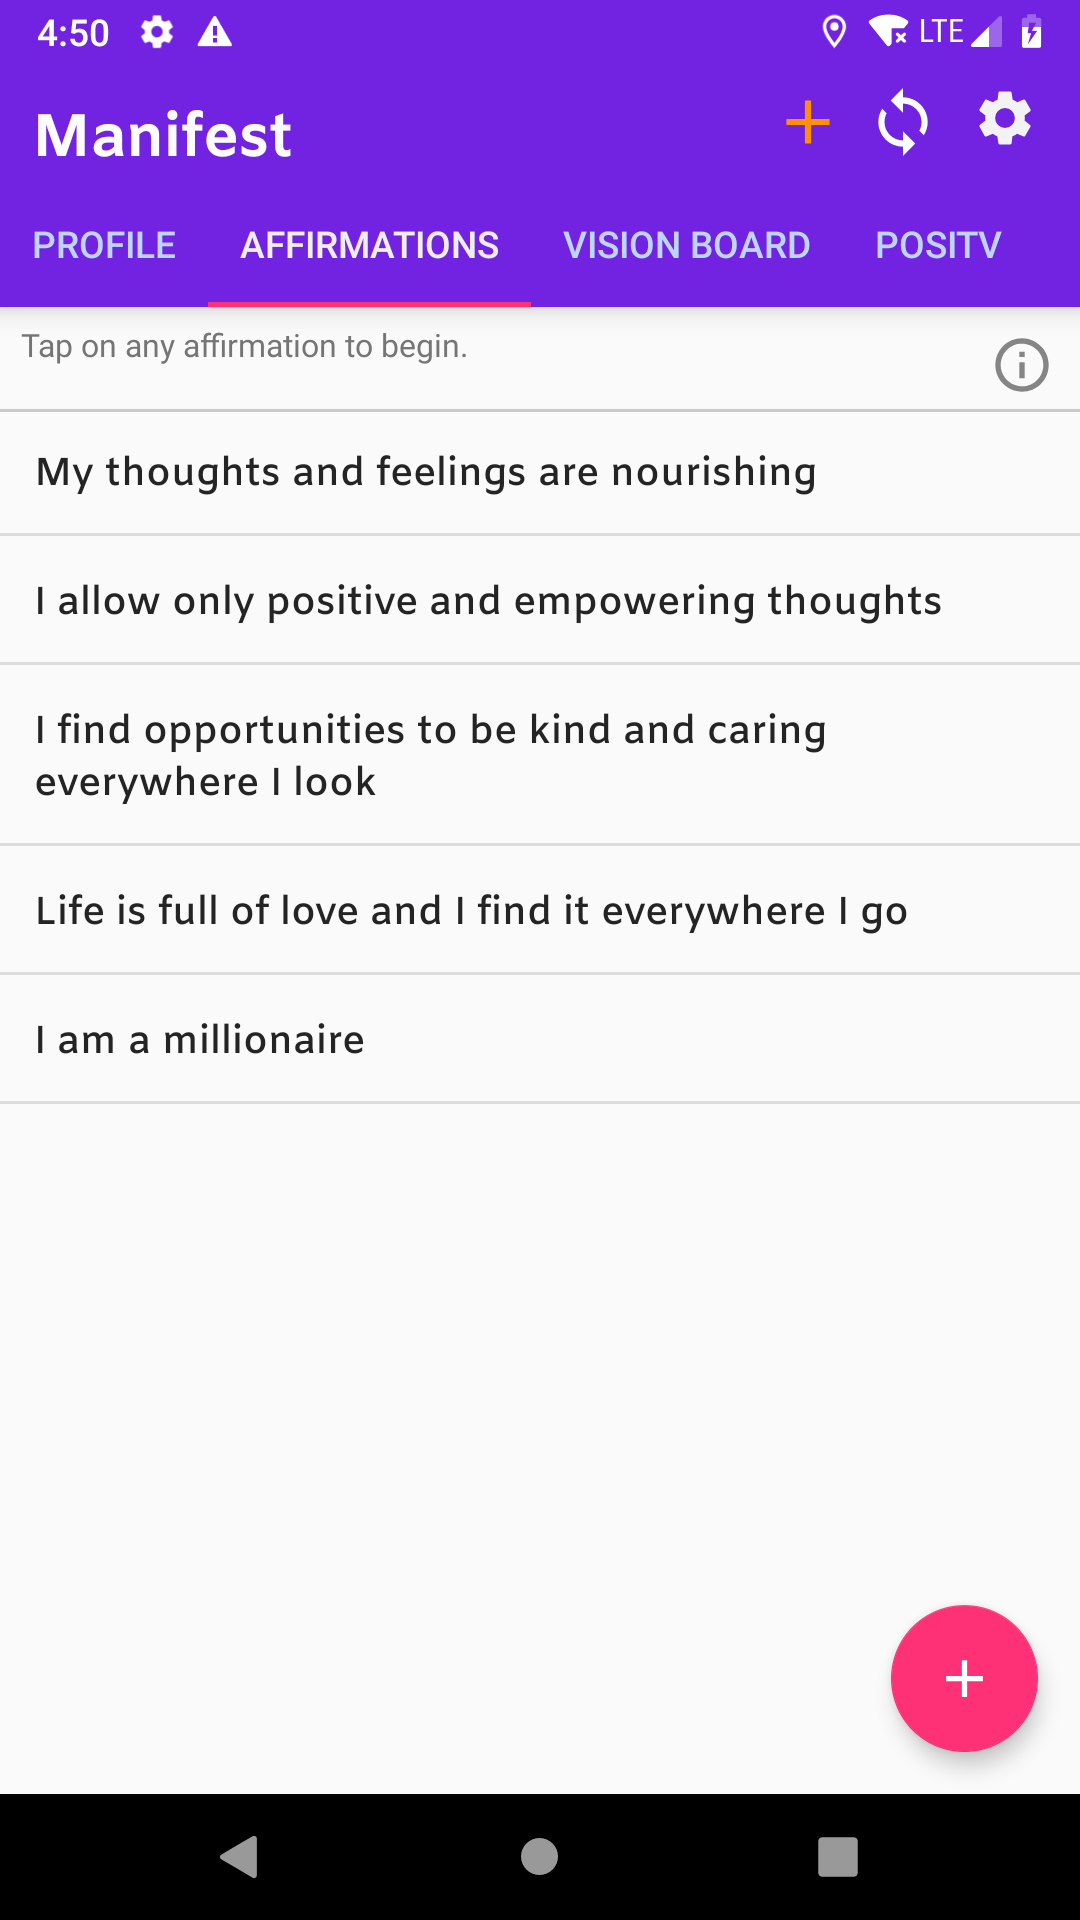 4:50
LTE
Manifest
PROFILE
AFFIRMATIONS
VISION BOARD
POSITV
Tap on any affirmation to begin.
My thoughts and feelings are nourishing
I allow only positive and empowering thoughts
I find opportunities to be kind and caring
everywhere I look
Life is full of love and I find it everywhere I go
I am a millionaire